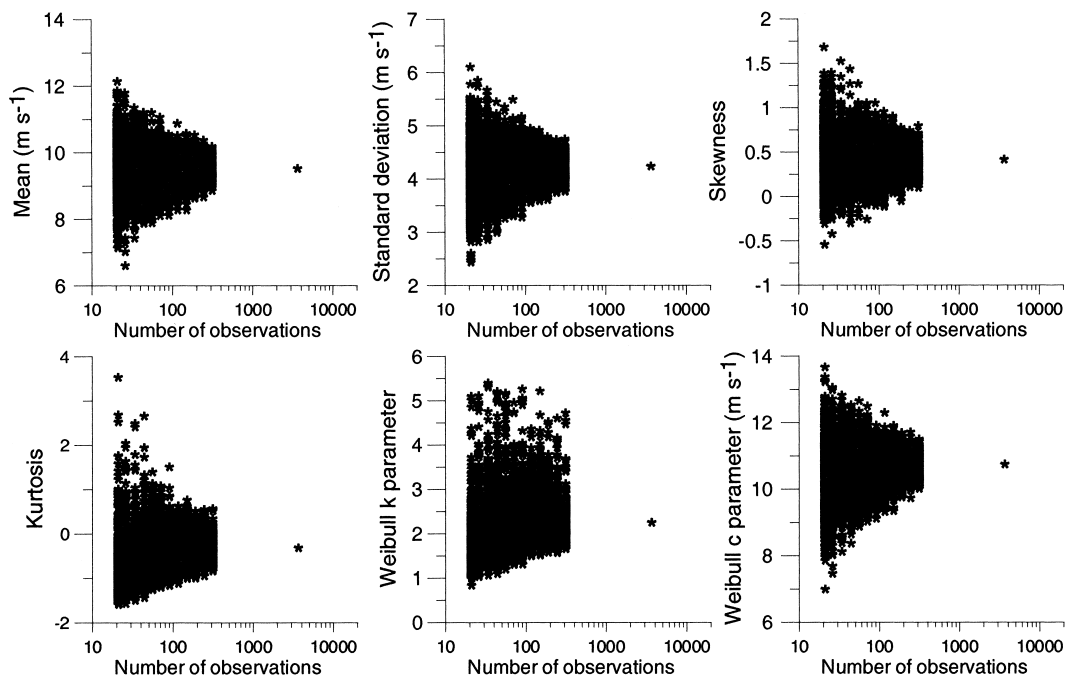 14
12
10
8
6
Mean (m s-1)
10 100 1000 10000
Number of observations
7
6
5
4
3
2
Standard deviation (m s-1)
10 100 1000 10000
Number of observations
2
1.5
1
0.5
0
-0.5
-1
Skewness
10 100 1000 10000
Number of observations
4
2
0
-2
Kurtosis
10 100 1000 10000
Number of observations
6
5
4
3
2
1
0
Weibull k parameter
10 100 1000 10000
Number of observations
14
12
10
8
6
Weibull c parameter (m s-1)
10 100 1000 10000
Number of observations